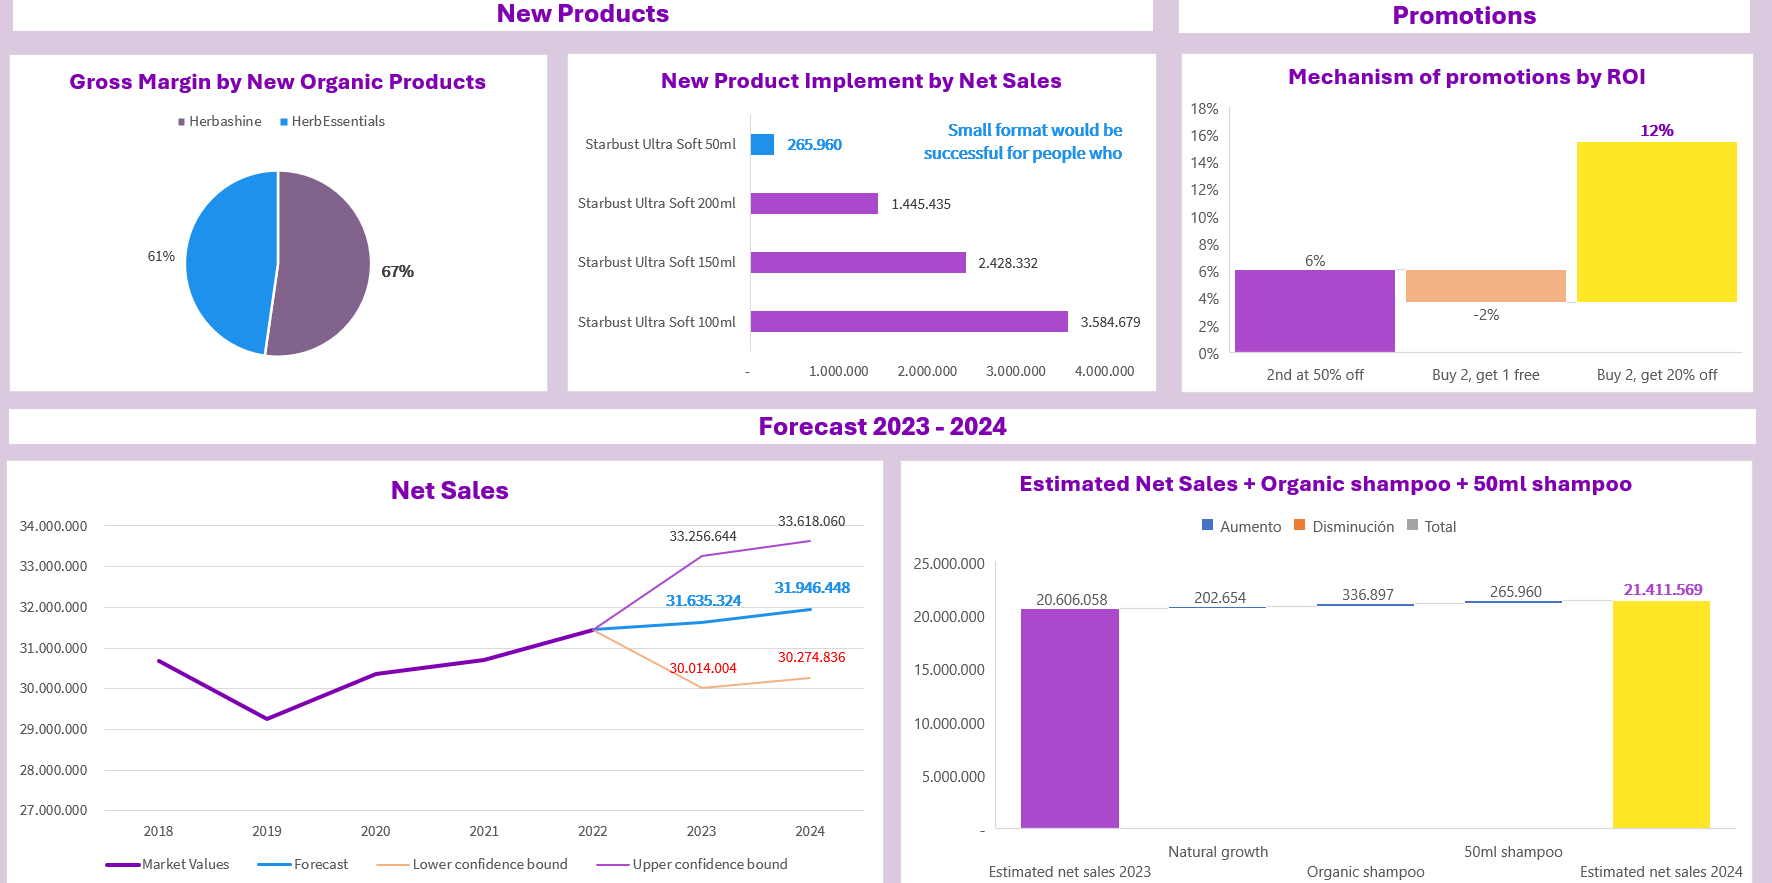 New Products
Promotions
Gross Margin by New Organic Products
Herbashine
HerbEssentials
61%
67%
New Product Implement by Net Sales
Small format would be
successful for people who
Starbust Ultra Soft 50ml
265.960
Starbust Ultra Soft 200ml
1.445.435
Starbust Ultra Soft 150ml
2.428.332
Starbust Ultra Soft 100ml
3.584.679
-
1.000.000
2.000.000
3.000.000
4.000.000
Mechanism of promotions by ROI
18%
16%
14%
12%
10%
8%
6%
4%
2%
0%
6%
-2%
12%
2nd at 50% off
Buy 2, get 1 free
Buy 2, get 20% off
Forecast 2023 - 2024
Net Sales
34.000.000
33.000.000
32.000.000
31.000.000
30.000.000
29.000.000
28.000.000
27.000.000
33.256.644
33.618.060
31.635.324
31.946.448
30.014.004
30.274.836
2018
2019
2020
2021
2022
2023
2024
Market Values
Forecast
Lower confidence bound
Upper confidence bound
Estimated Net Sales + Organic shampoo + 50ml shampoo
Aumento
Disminución
Total
25.000.000
20.000.000
15.000.000
10.000.000
5.000.000
-
20.606.058
202.654
336.897
265.960
21.411.569
Estimated net sales 2023
Natural growth
Organic shampoo
50ml shampoo
Estimated net sales 2024